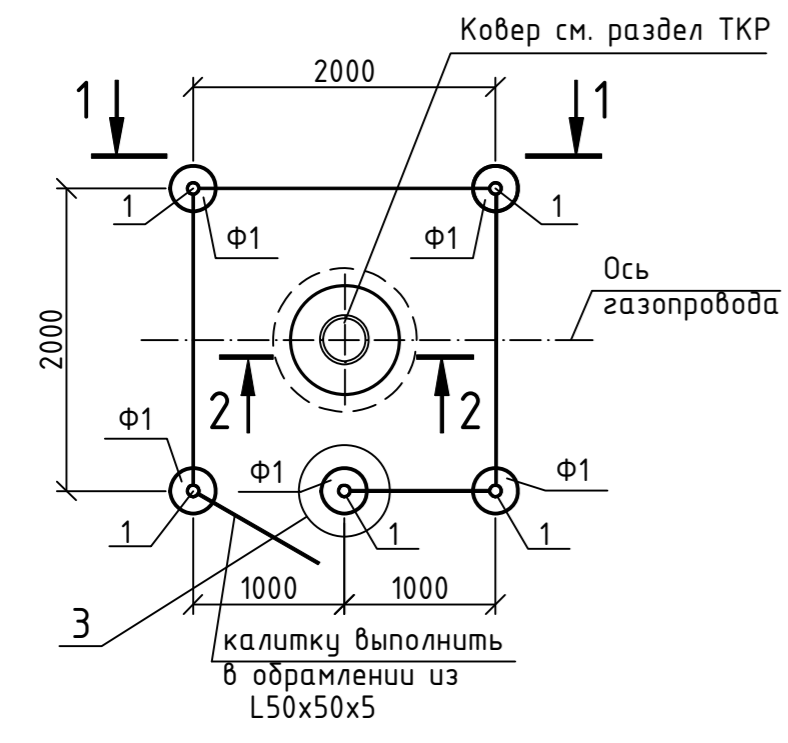 Ковер см. раздел ТКР
2000
1
1
1
1
Ф1
Ф1
Ось
газопровода
2000
2
2
Ф1
Ф1
Ф1
1
1
1
1000
1000
3
калитку выполнить
в обрамлении из
L50x50x5